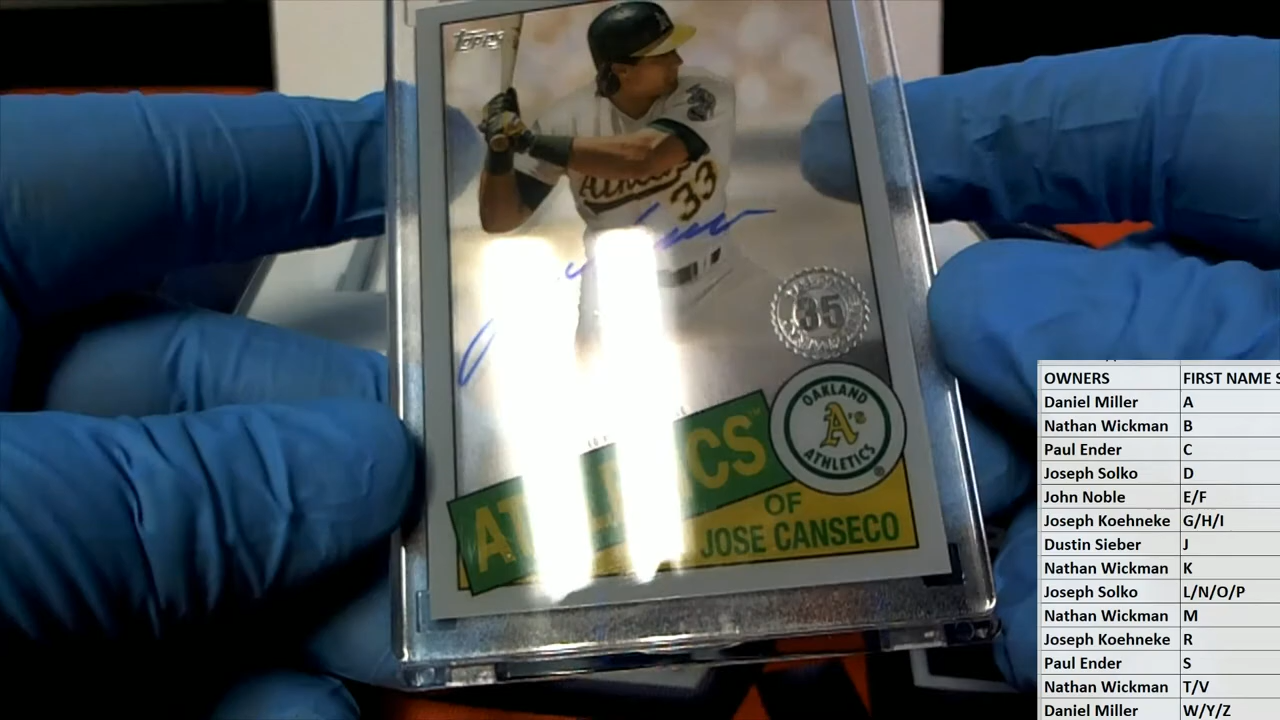 Topps
Athletics
33
35
OAKLAND
A's
ATHLETICS
ATHLETICS™
OF
JOSE CANSECO
OWNERS FIRST NAME S
Daniel Miller A
Nathan Wickman B
Paul Ender C
Joseph Solko D
John Noble E/F
Joseph Koehneke G/H/I
Dustin Sieber J
Nathan Wickman K
Joseph Solko L/N/O/P
Nathan Wickman M
Joseph Koehneke R
Paul Ender S
Nathan Wickman T/V
Daniel Miller W/Y/Z